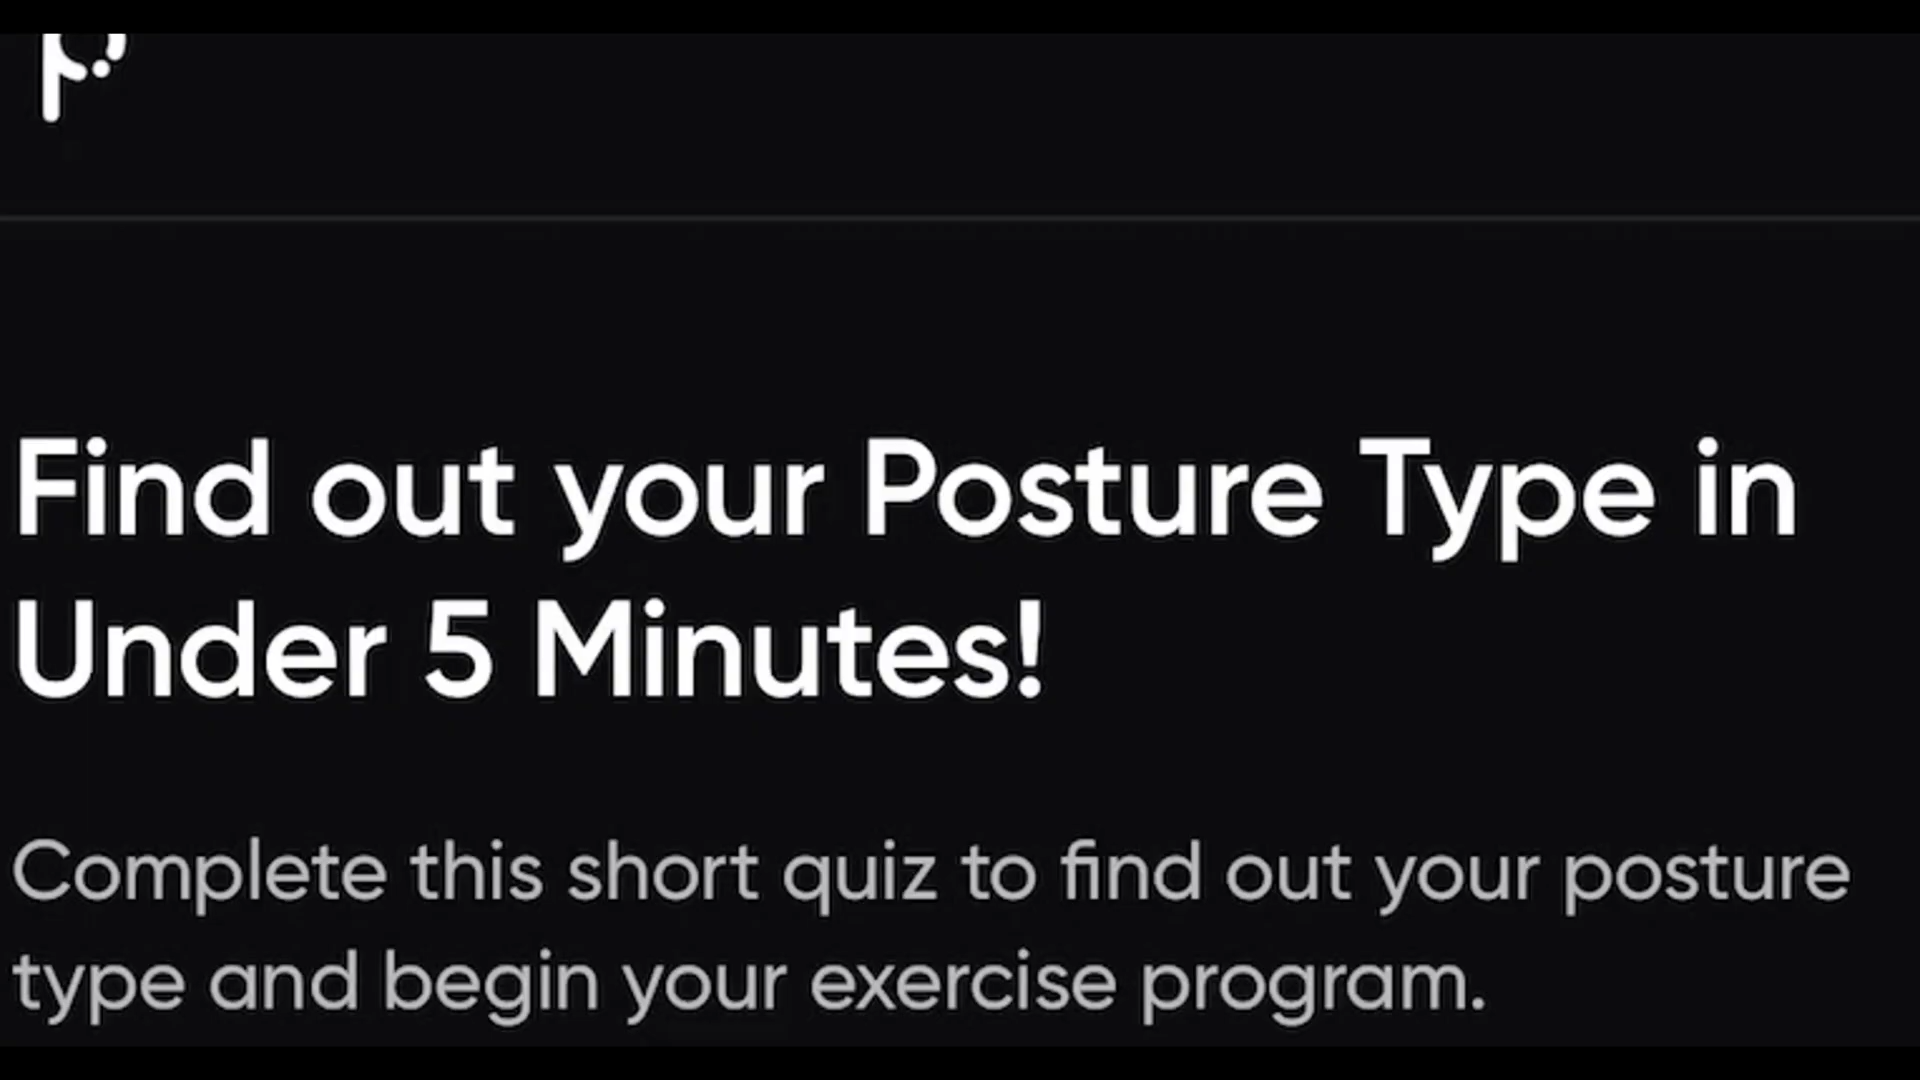 p
Find out your Posture Type in
Under 5 Minutes!
Complete this short quiz to find out your posture
type and begin your exercise program.